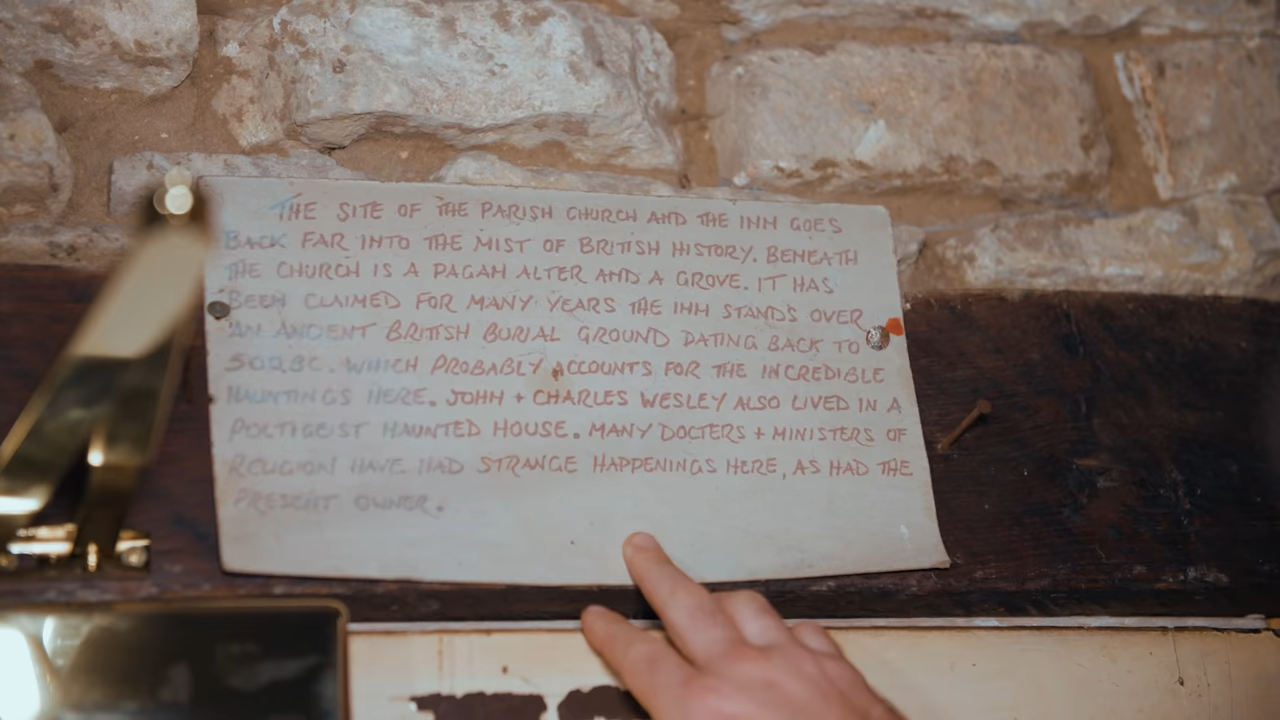 THE SITE OF THE PARISH CHURCH AND THE INN GOES
BACK FAR INTO THE MIST OF BRITISH HISTORY. BENEATH
THE CHURCH IS A PAGAN ALTER AND A GROVE. IT HAS
BEEN CLAIMED FOR MANY YEARS THE INN STANDS OVER
AN ANCIENT BRITISH BURIAL GROUND DATING BACK TO
WHICH PROBABLY ACCOUNTS FOR THE INCREDIBLE
HAUNTINGS HERE. JOHN + CHARLES WESLEY ALSO LIVED IN A
POLTIGEIST HAUNTED HOUSE. MANY DOCTERS + MINISTERS OF
RELIGION HAVE HAD STRANGE HAPPENINGS HERE, AS HAD THE
PRESENT OWNER.